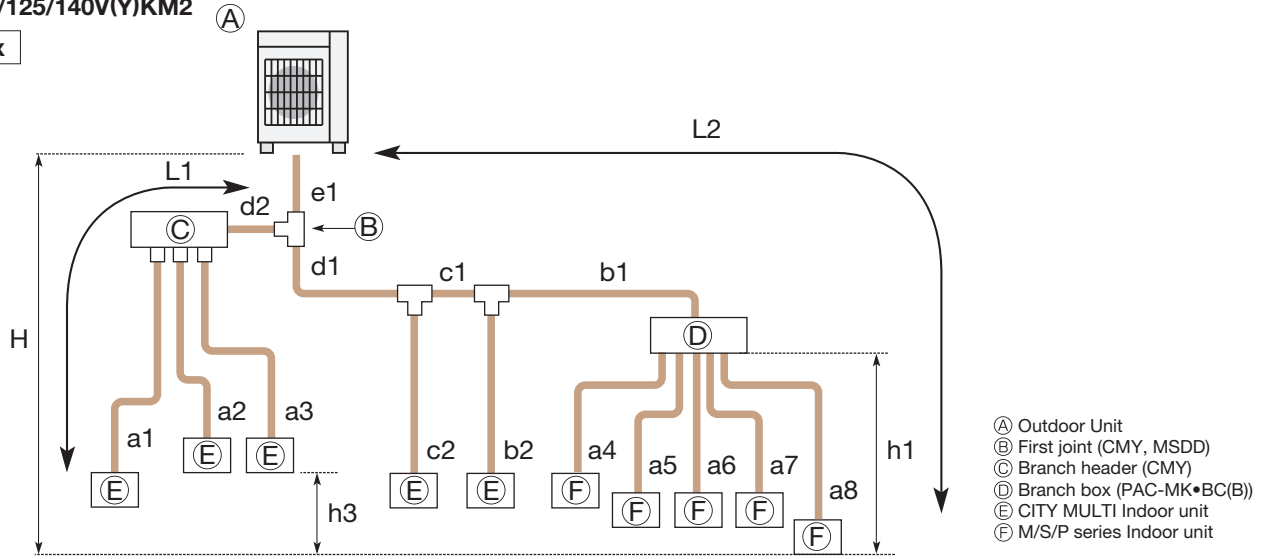 /125/140V(Y)KM2
Ⓐ
L2
L1
e1
d2
Ⓒ
Ⓑ
d1
c1
b1
H
Ⓓ
a1
a2
a3
c2
b2
a4
a5
a6
a7
a8
h1
Ⓔ
Ⓔ
Ⓔ
Ⓔ
Ⓔ
Ⓕ
Ⓕ
Ⓕ
Ⓕ
Ⓕ
h3
Ⓐ Outdoor Unit
Ⓑ First joint (CMY, MSDD)
Ⓒ Branch header (CMY)
Ⓓ Branch box (PAC-MK•BC(B))
Ⓔ CITY MULTI Indoor unit
Ⓕ M/S/P series Indoor unit